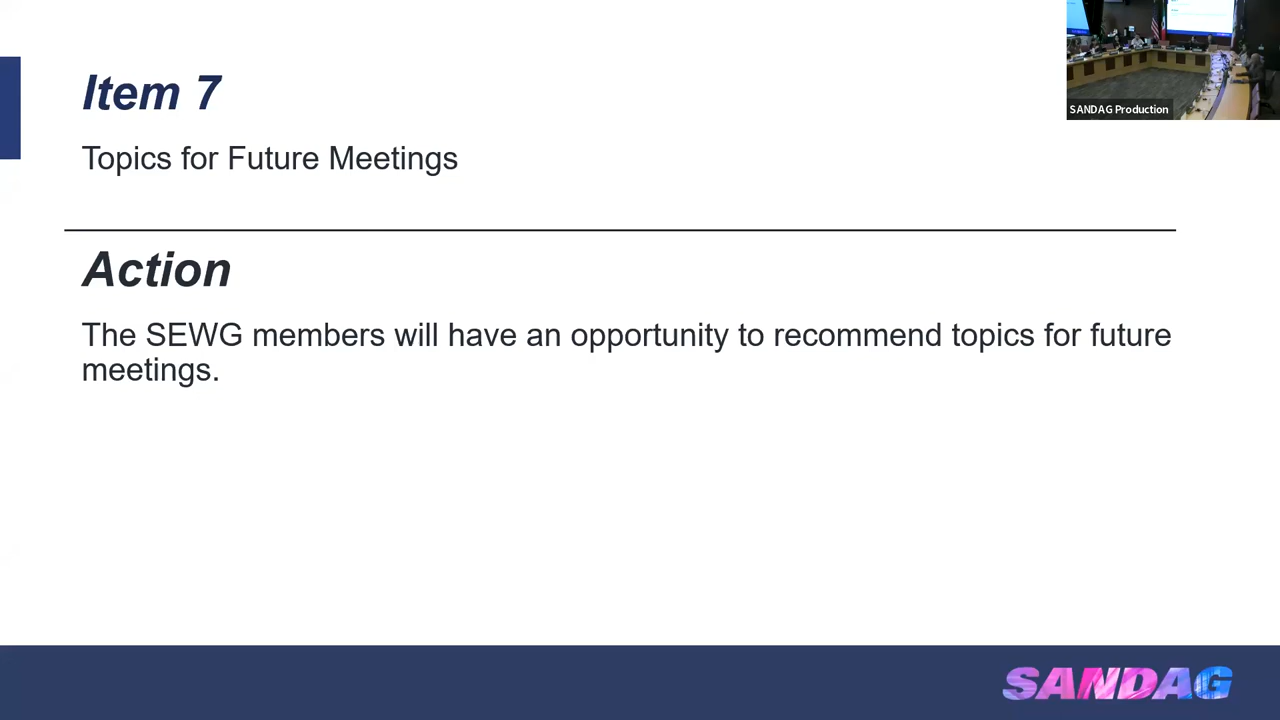 Item 7
Topics for Future Meetings
Action
The SEWG members will have an opportunity to recommend topics for future
meetings.
SANDAG Production
SANDAG